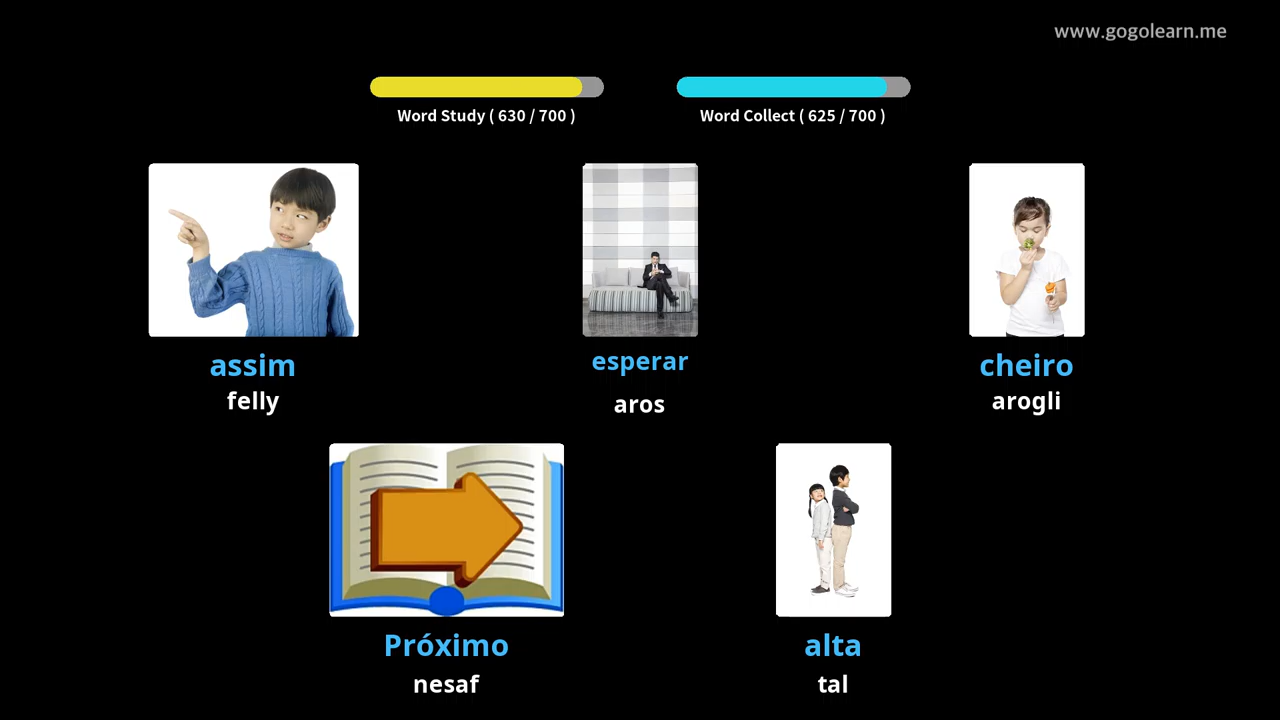 www.gogolearn.me
Word Study ( 630 / 700 )
Word Collect ( 625 / 700 )
assim
felly
esperar
aros
cheiro
arogli
Próximo
nesaf
alta
tal